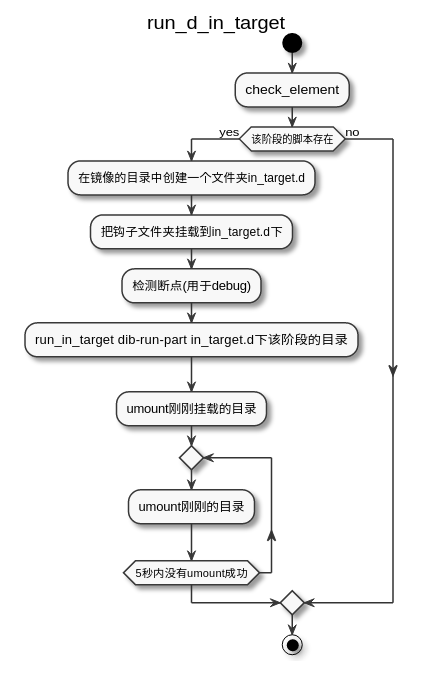 run_d_in_target
check_element
yes
该阶段的脚本存在
no
在镜像的目录中创建一个文件夹in_target.d
把钩子文件夹挂载到in_target.d下
检测断点(用于debug)
run_in_target dib-run-part in_target.d下该阶段的目录
umount刚刚挂载的目录
umount刚刚的目录
5秒内没有umount成功